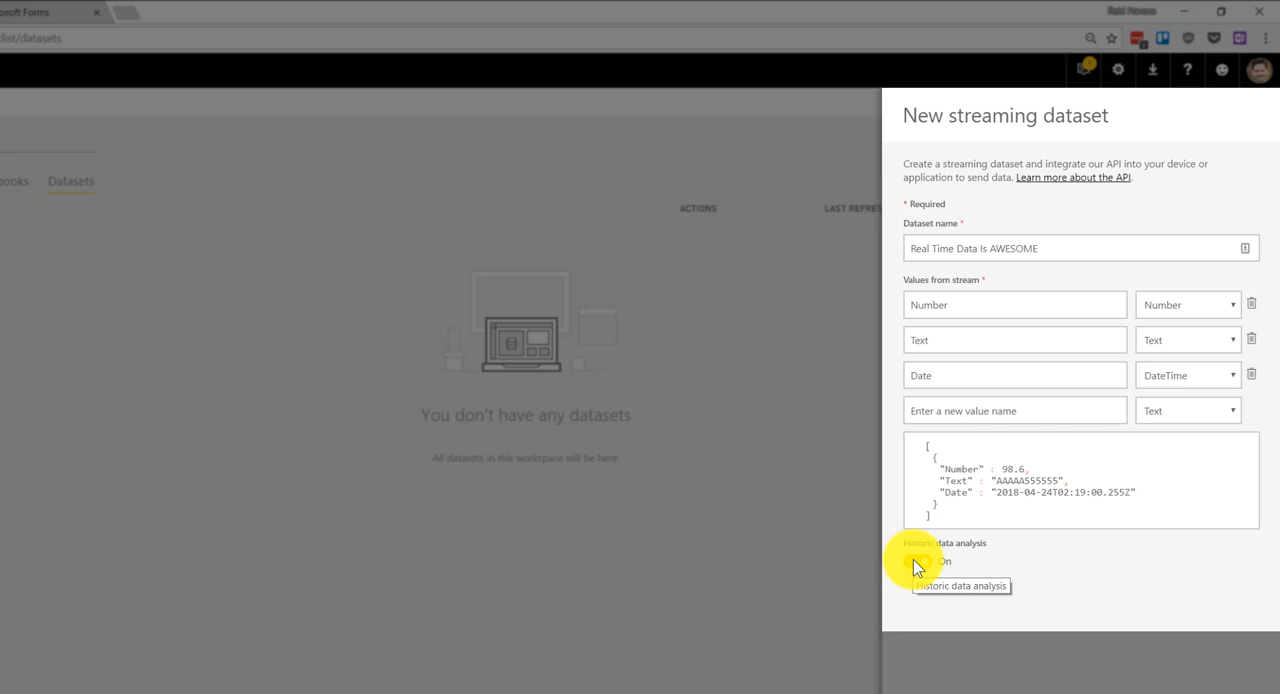 osoft Forms
list/datasets
New streaming dataset
Create a streaming dataset and integrate our API into your device or
application to send data. Learn more about the API.
* Required
Dataset name *
Real Time Data Is AWESOME
Values from stream *
Number Number
Text Text
Date DateTime
Enter a new value name Text
[
{
"Number" : 98.6,
"Text" : "AAAAA555555",
"Date" : "2018-04-24T02:19:00.255Z"
}
]
Historic data analysis
On
Historic data analysis
ooks Datasets
ACTIONS LAST REFRES
You don't have any datasets
All datasets in this workspace will be here.